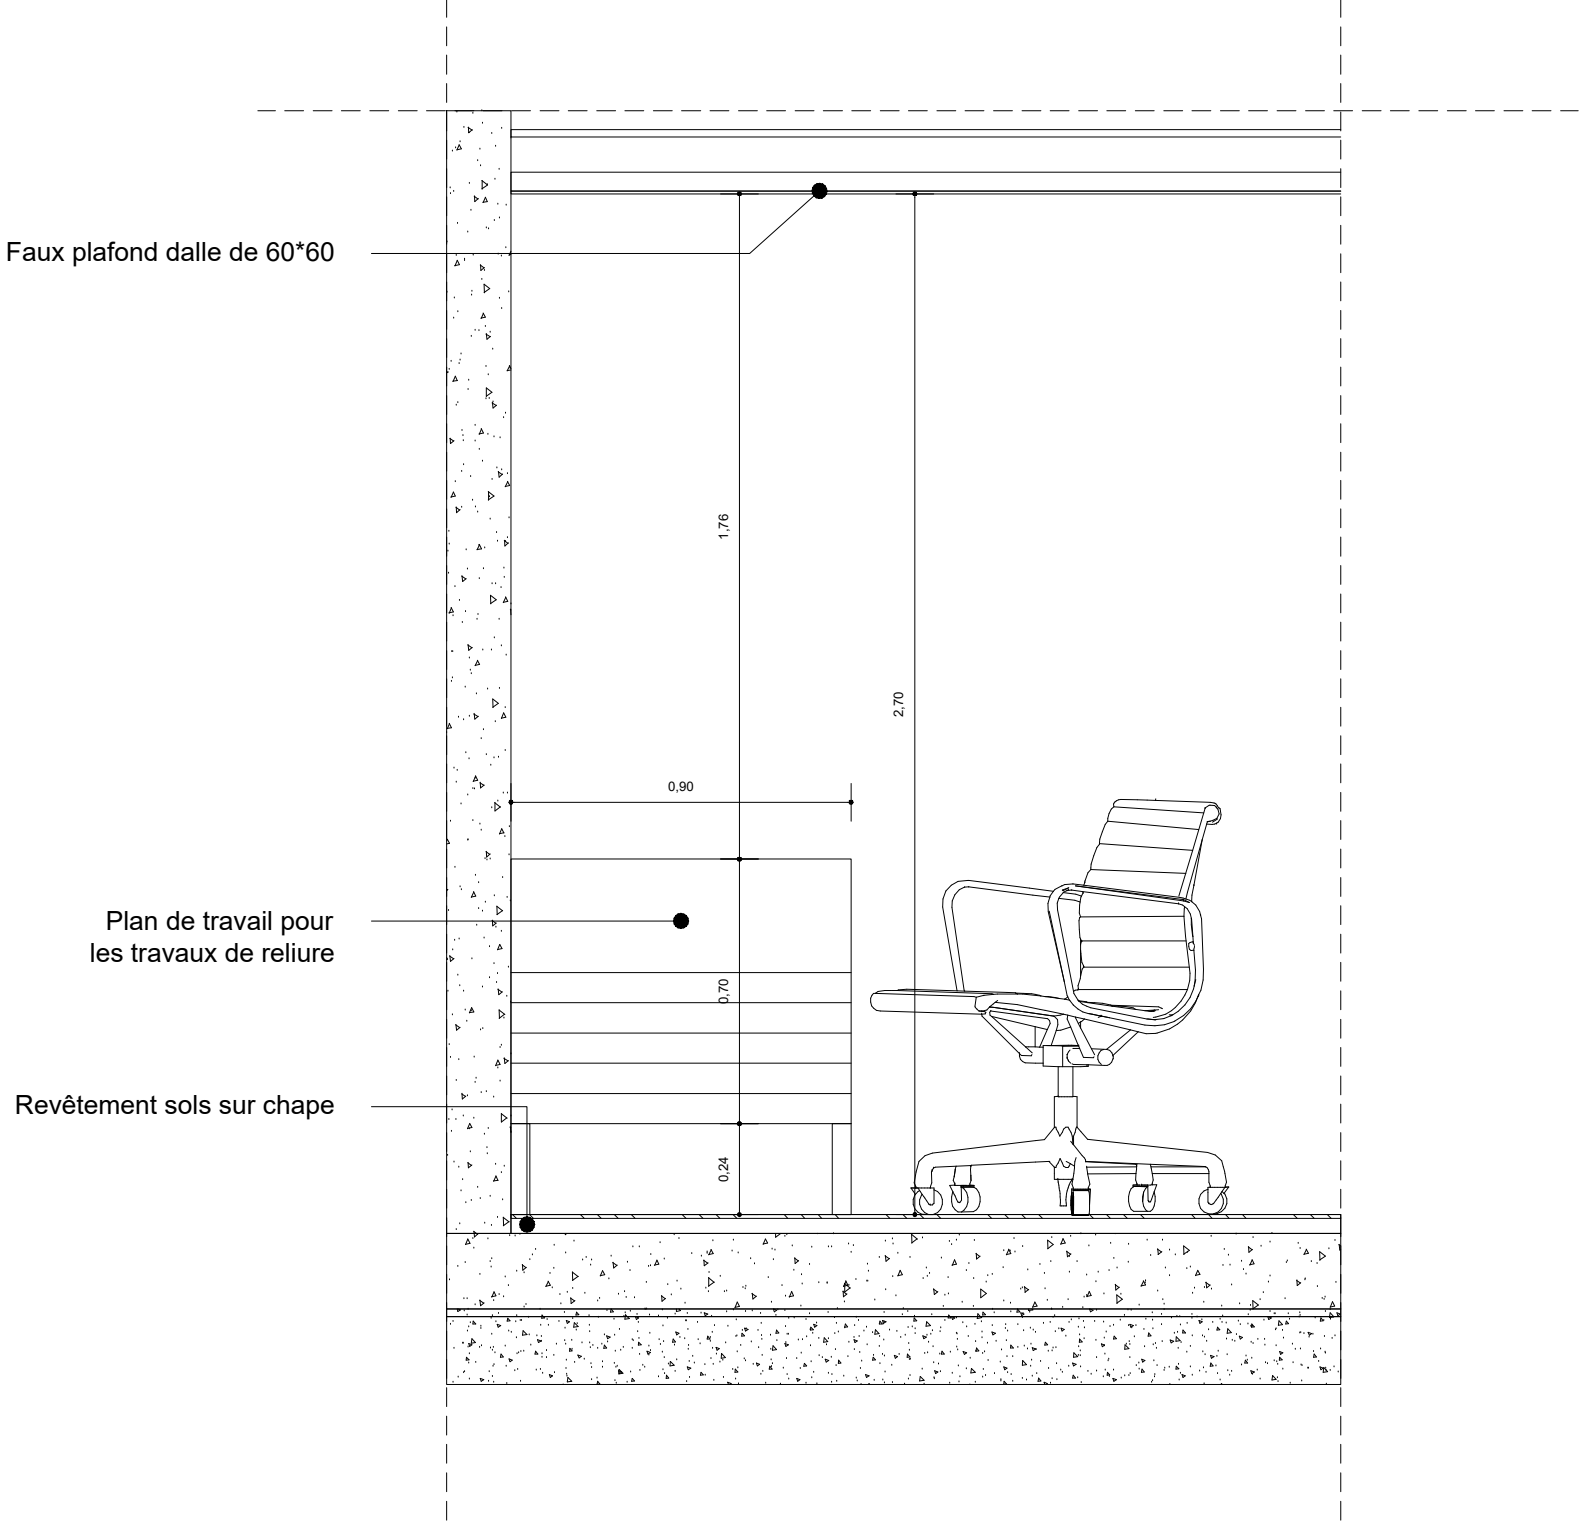 Faux plafond dalle de 60*60
1,76
2,70
0,90
Plan de travail pour
les travaux de reliure
0,70
Revêtement sols sur chape
0,24